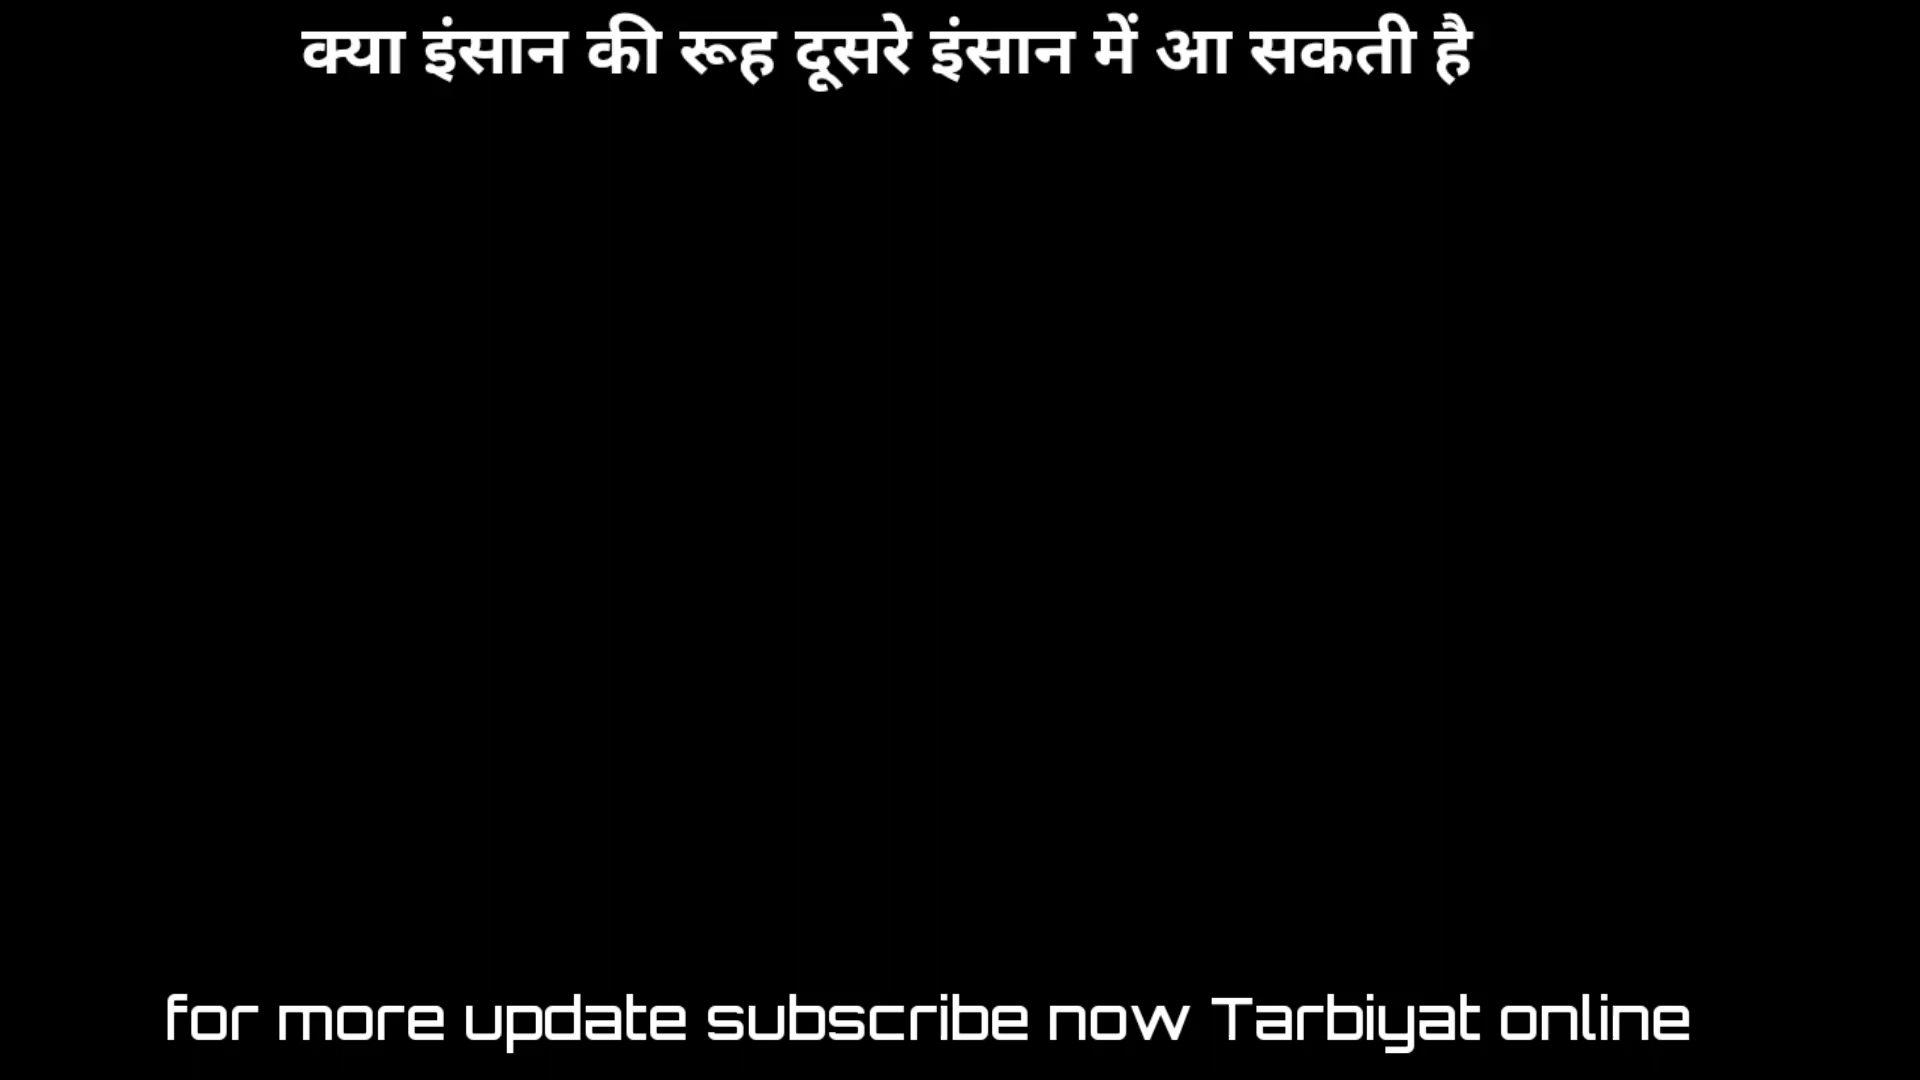 क्या इंसान की रूह दूसरे इंसान में आ सकती है
for more update subscribe now Tarbiyat online